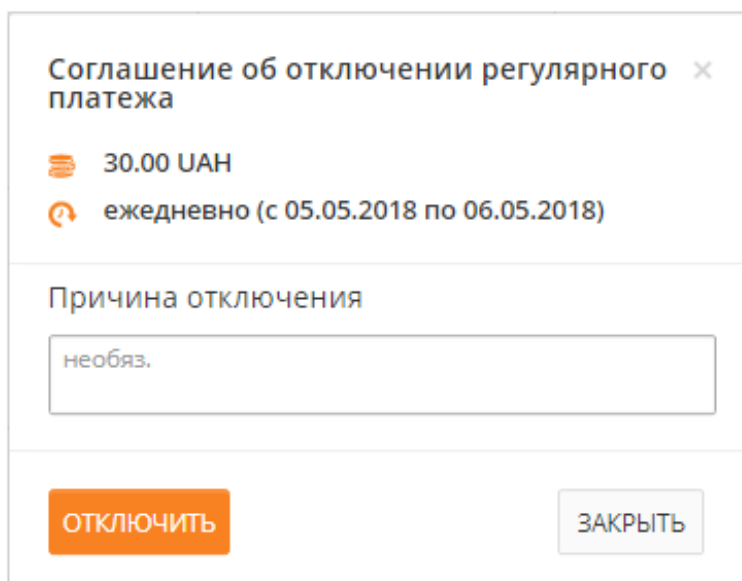 Соглашение об отключении регулярного ×
платежа
30.00 UAH
ежедневно (с 05.05.2018 по 06.05.2018)
Причина отключения
необяз.
ОТКЛЮЧИТЬ ЗАКРЫТЬ